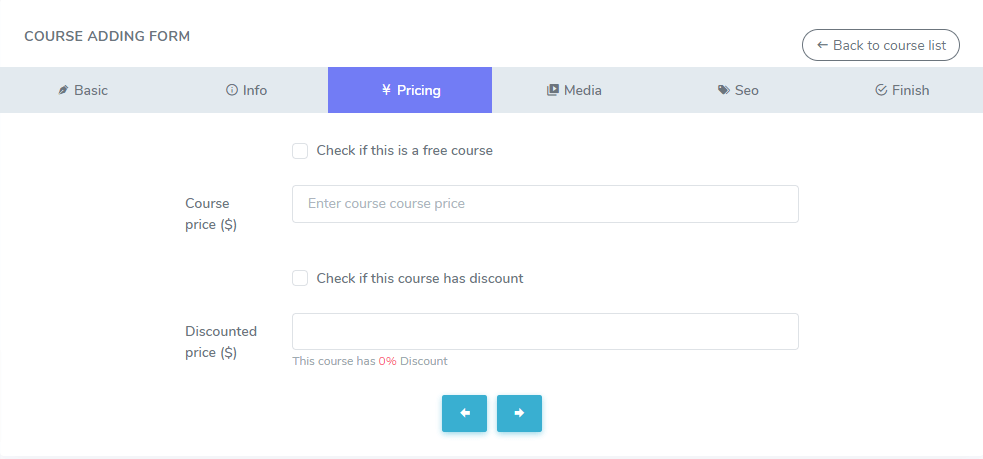 COURSE ADDING FORM
← Back to course list
Basic
Info
¥ Pricing
Media
Seo
Finish
Check if this is a free course
Course
price ($)
Enter course course price
Check if this course has discount
Discounted
price ($)
This course has 0% Discount